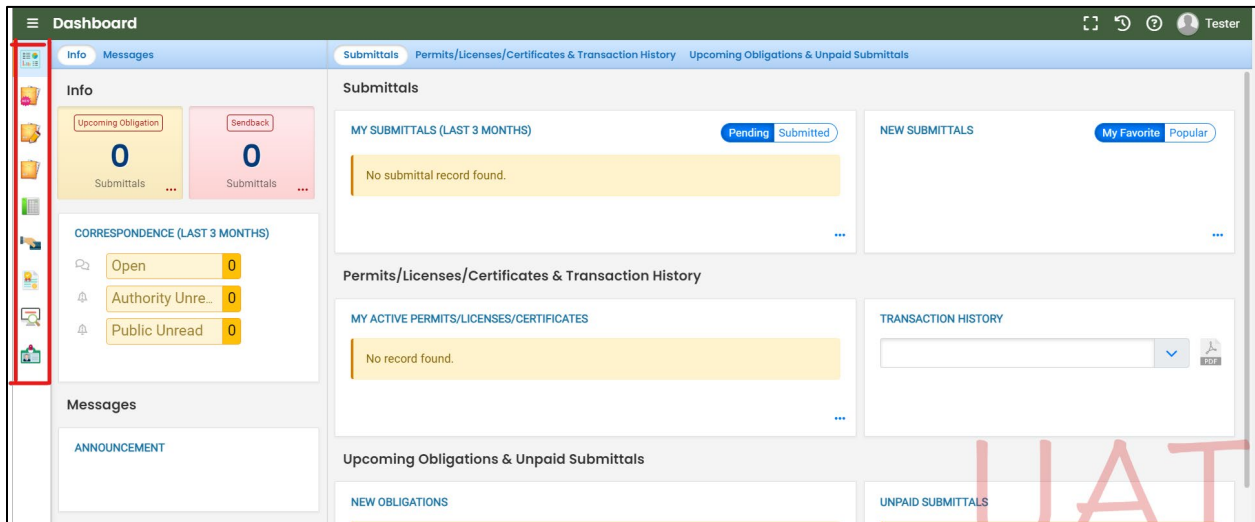 Dashboard
Tester
Info Messages
Submittals Permits/Licenses/Certificates & Transaction History Upcoming Obligations & Unpaid Submittals
Info
Upcoming Obligation
0
Submittals
Sendback
0
Submittals
CORRESPONDENCE (LAST 3 MONTHS)
Open 0
Authority Unre... 0
Public Unread 0
Messages
ANNOUNCEMENT
Submittals
MY SUBMITTALS (LAST 3 MONTHS)
Pending Submitted
No submittal record found.
NEW SUBMITTALS
My Favorite Popular
Permits/Licenses/Certificates & Transaction History
MY ACTIVE PERMITS/LICENSES/CERTIFICATES
No record found.
TRANSACTION HISTORY
PDF
Upcoming Obligations & Unpaid Submittals
NEW OBLIGATIONS
UNPAID SUBMITTALS
UAT